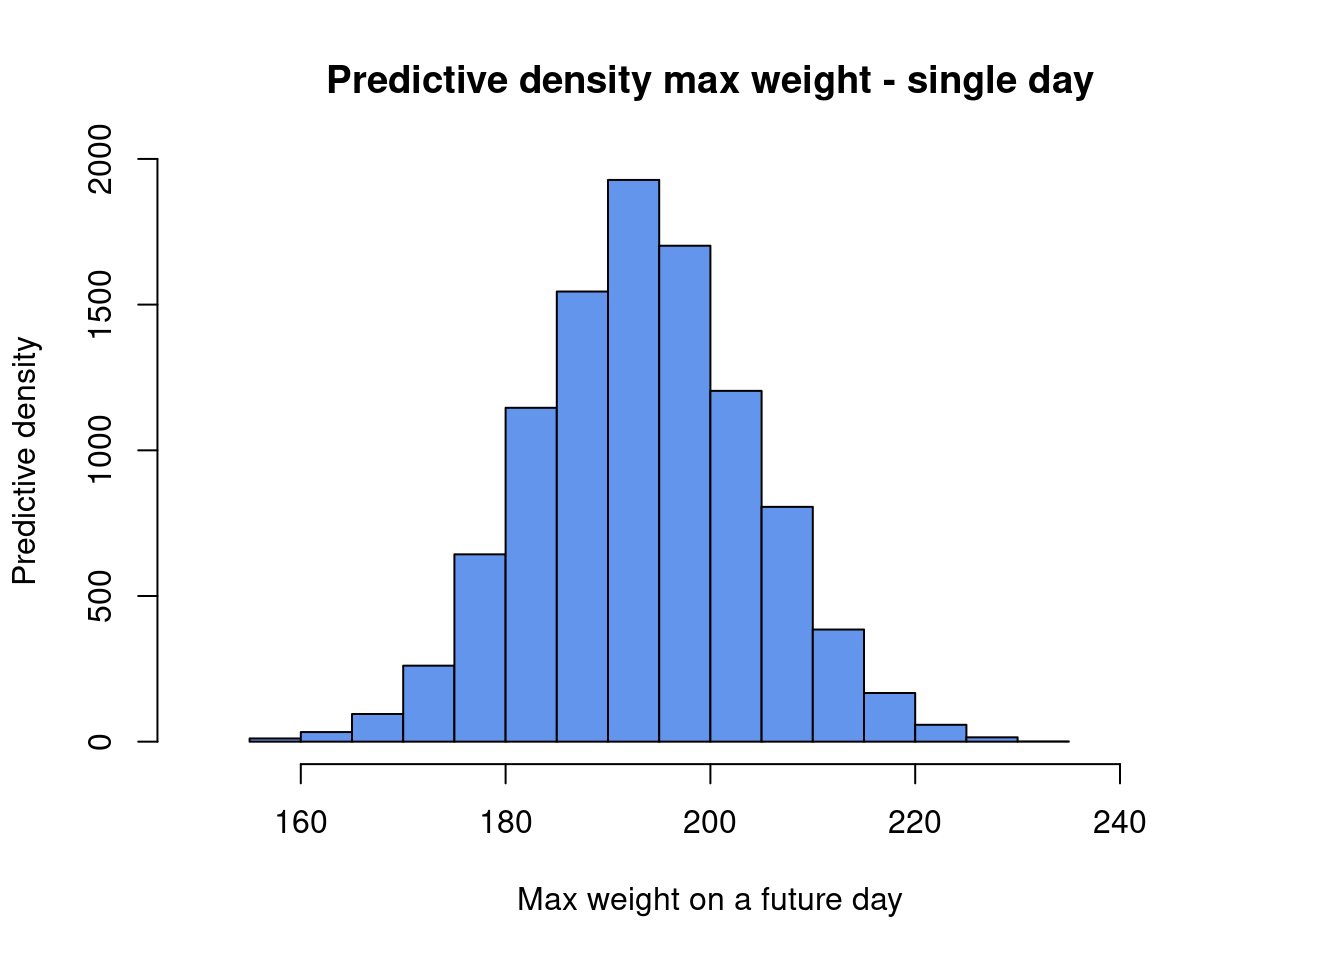 Predictive density max weight - single day
Predictive density
2000
1500
1000
500
0
160 180 200 220 240
Max weight on a future day